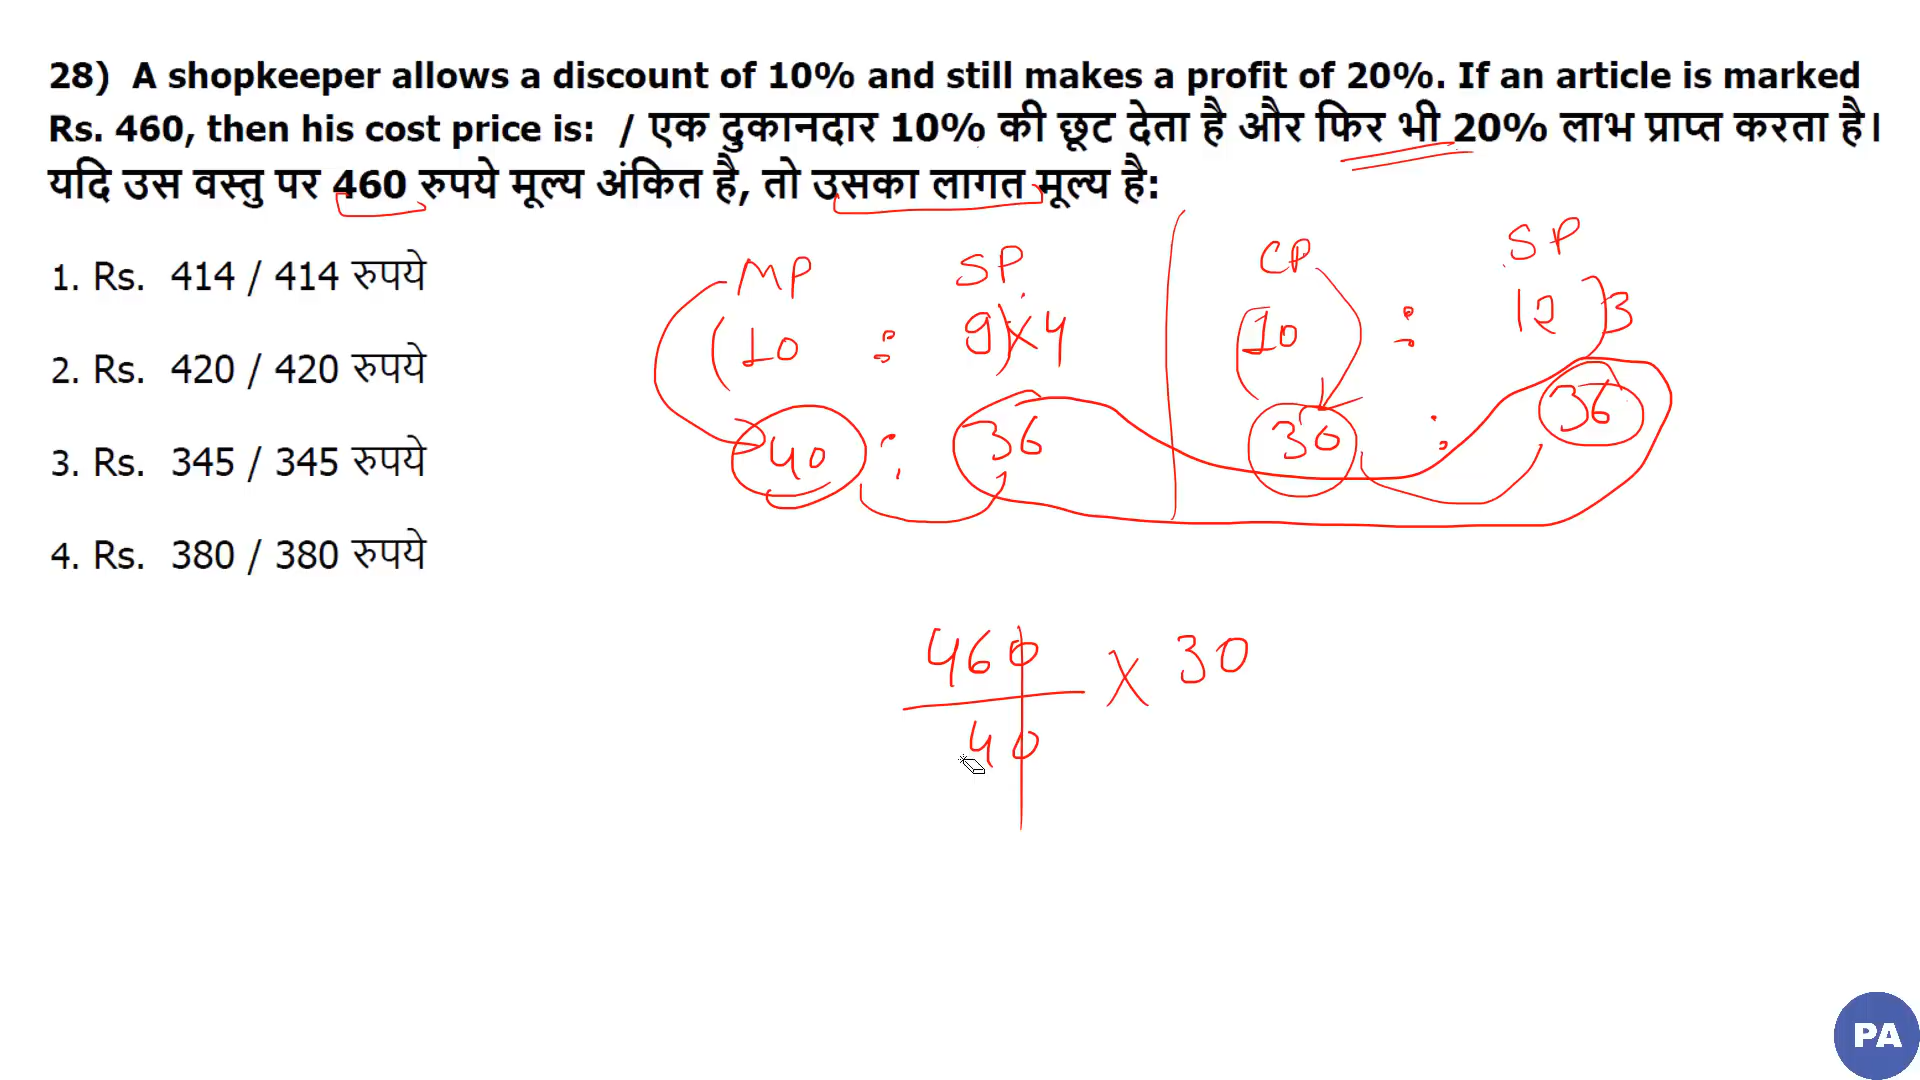 28) A shopkeeper allows a discount of 10% and still makes a profit of 20%. If an article is marked
Rs. 460, then his cost price is: / एक दुकानदार 10% की छूट देता है और फिर भी 20% लाभ प्राप्त करता है।
यदि उस वस्तु पर 460 रुपये मूल्य अंकित है, तो उसका लागत मूल्य है:
1. Rs. 414 / 414 रुपये
2. Rs. 420 / 420 रुपये
3. Rs. 345 / 345 रुपये
4. Rs. 380 / 380 रुपये
MP SP CP SP
(10 : 9)×4 (10 : 12)3
40 : 36 30 : 36
460 × 30
40
PA